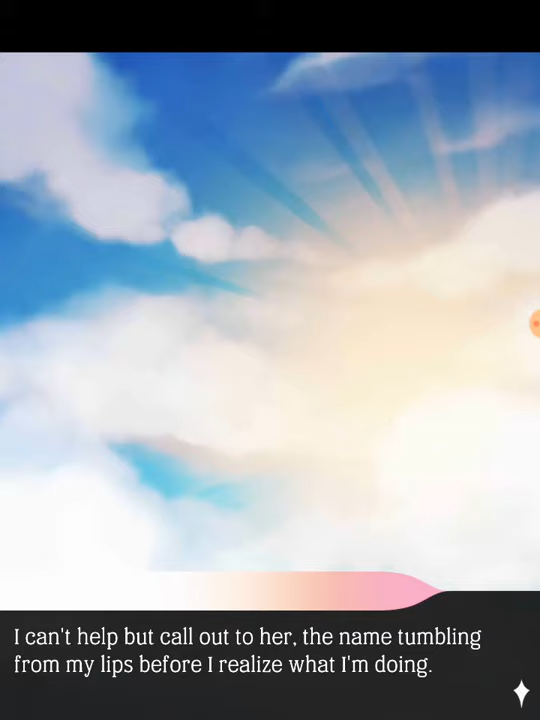 I can't help but call out to her, the name tumbling
from my lips before I realize what I'm doing.